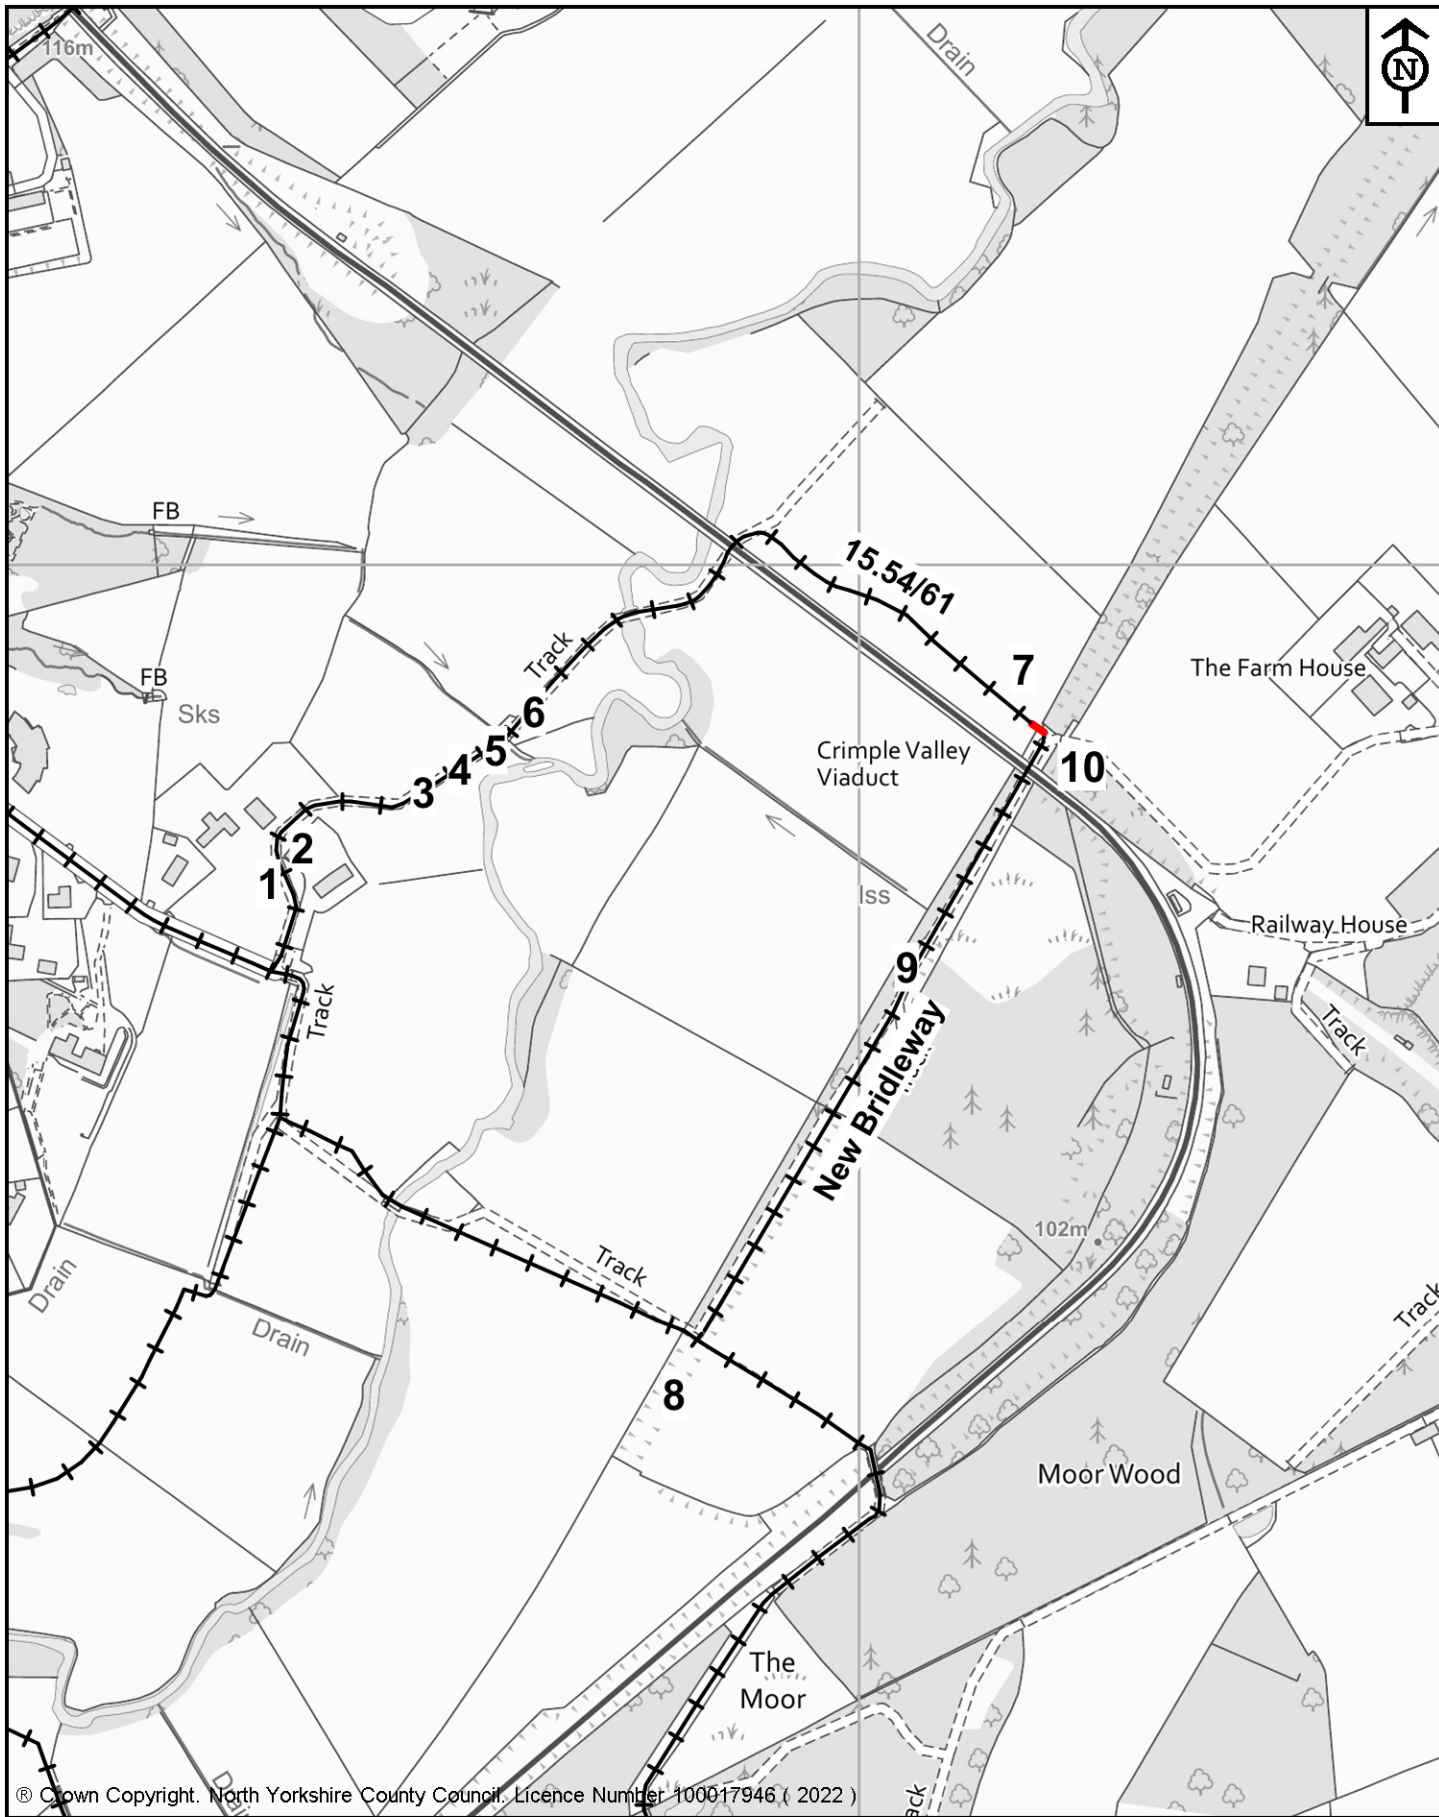 116m
N
Drain
15.54/61
FB
Track
7
The Farm House
FB
Sks
6
5
4
3
Crimple Valley
Viaduct
10
2
1
Iss
Railway House
9
Track
Track
New Bridleway
102m
Track
Drain
Drain
Track
8
Moor Wood
The
Moor
® Crown Copyright. North Yorkshire County Council. Licence Number 100017946 ( 2022 )